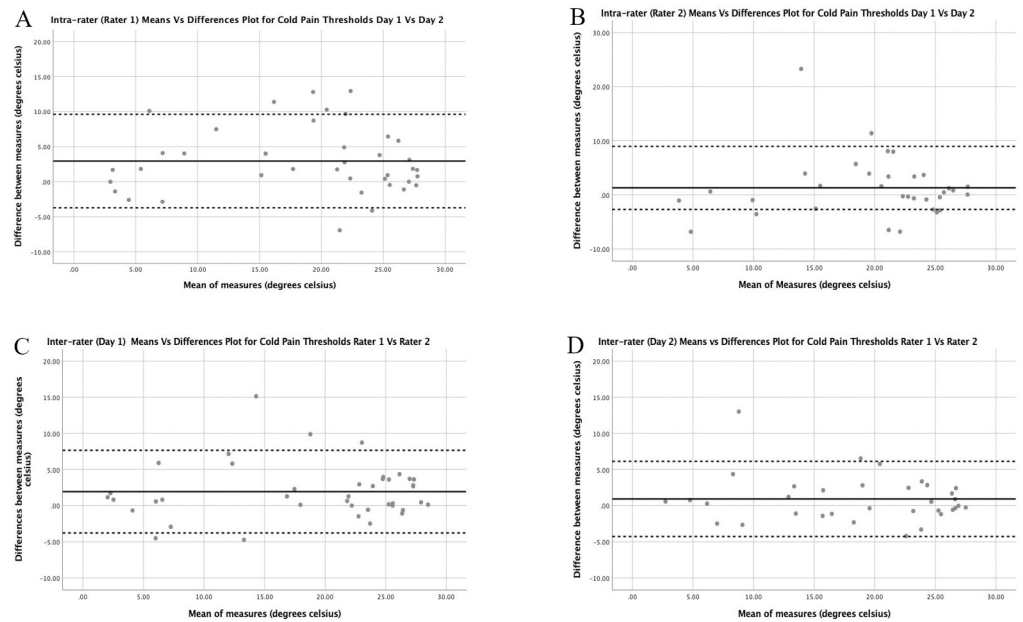 A
Intra-rater (Rater 1) Means Vs Differences Plot for Cold Pain Thresholds Day 1 Vs Day 2
Difference between measures (degrees celsius)
20.00
15.00
10.00
5.00
.00
-5.00
-10.00
.00 5.00 10.00 15.00 20.00 25.00 30.00
Mean of measures (degrees celsius)
B
Intra-rater (Rater 2) Means Vs Differences Plot for Cold Pain Thresholds Day 1 Vs Day 2
Difference between measures (degrees celsius)
30.00
20.00
10.00
.00
-10.00
.00 5.00 10.00 15.00 20.00 25.00 30.00
Mean of Measures (degrees celsius)
C
Inter-rater (Day 1) Means Vs Differences Plot for Cold Pain Thresholds Rater 1 Vs Rater 2
Differences between measures (degrees
celsius)
20.00
15.00
10.00
5.00
.00
-5.00
-10.00
.00 5.00 10.00 15.00 20.00 25.00 30.00
Mean of measures (degrees celsius)
D
Inter-rater (Day 2) Means vs Differences Plot for Cold Pain Thresholds Rater 1 Vs Rater 2
Difference between measures (degrees celsius)
20.00
15.00
10.00
5.00
.00
-5.00
-10.00
.00 5.00 10.00 15.00 20.00 25.00 30.00
Mean of measures (degrees celsius)